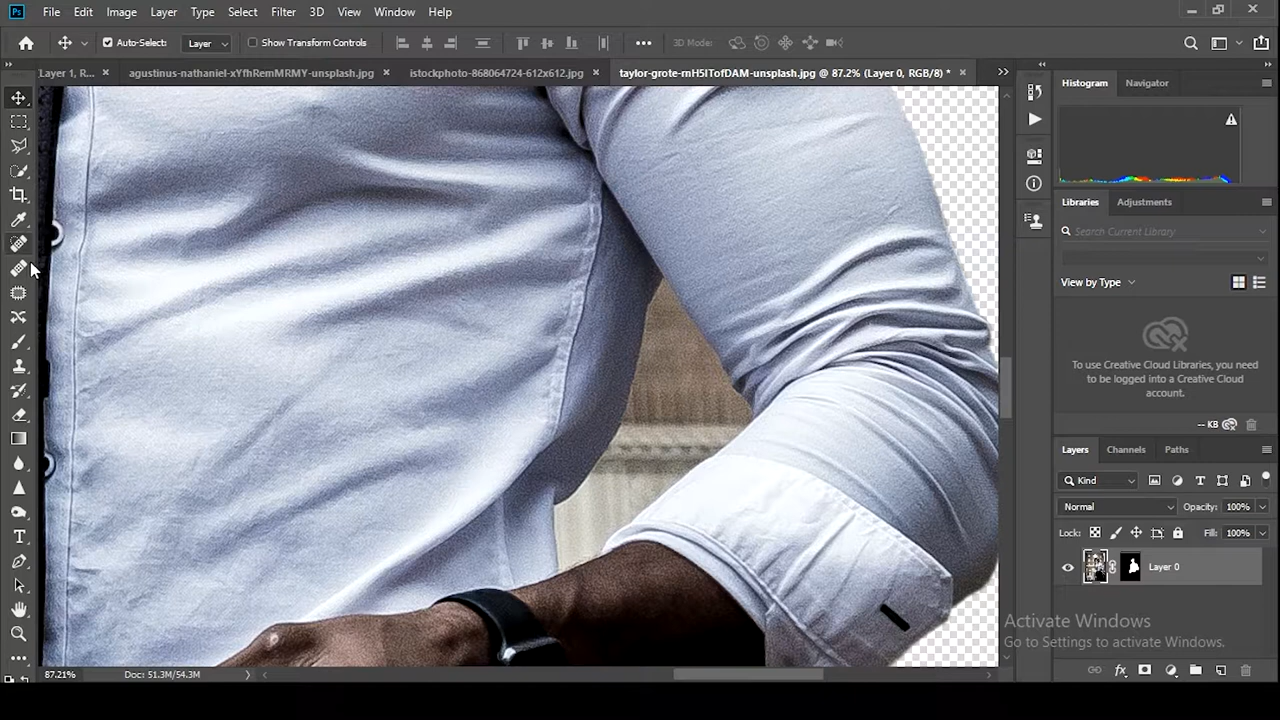 Ps File Edit Image Layer Type Select Filter 3D View Window Help
Auto-Select: Layer Show Transform Controls 3D Mode:
Layer 1, R... × agustinus-nathaniel-xYfhRemMRMY-unsplash.jpg × istockphoto-868064724-612x612.jpg × taylor-grote-mH5ITofDAM-unsplash.jpg @ 87.2% (Layer 0, RGB/8) * ×
Histogram Navigator
Libraries Adjustments
Search Current Library
View by Type
To use Creative Cloud Libraries, you need
to be logged into a Creative Cloud
account.
-- KB
Layers Channels Paths
Kind
Normal Opacity: 100%
Lock: Fill: 100%
Layer 0
Activate Windows
Go to Settings to activate Windows.
87.21% Doc: 51.3M/54.3M